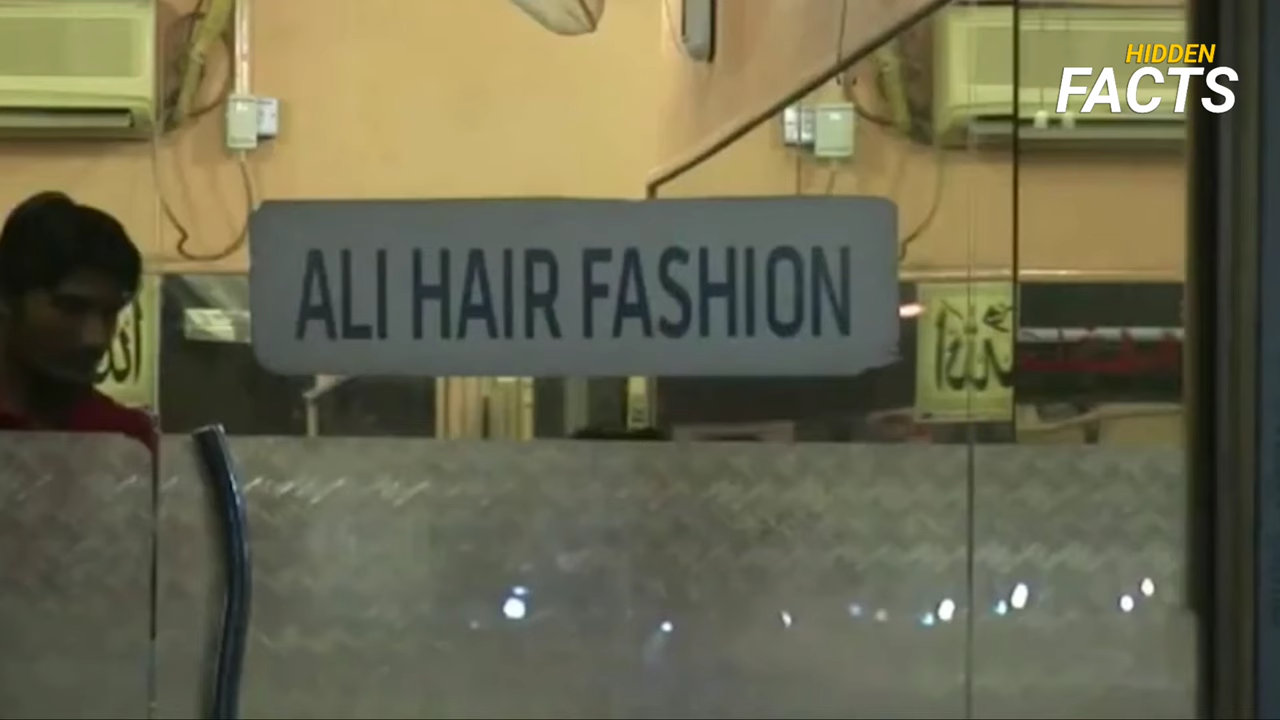 HIDDEN
FACTS
ALI HAIR FASHION
الله